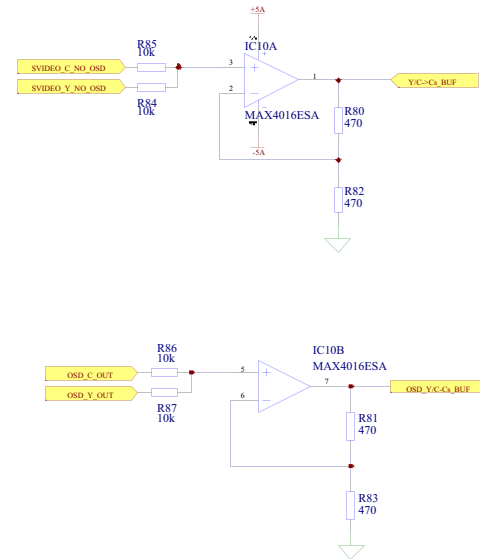 +5A
R85
10k
IC10A
SVIDEO_C_NO_OSD
3
1
Y/C->Cs_BUF
SVIDEO_Y_NO_OSD
2
R84
10k
MAX4016ESA
R80
470
-5A
R82
470
R86
10k
IC10B
MAX4016ESA
OSD_C_OUT
5
7
OSD_Y/C-Cs_BUF
OSD_Y_OUT
6
R87
10k
R81
470
R83
470